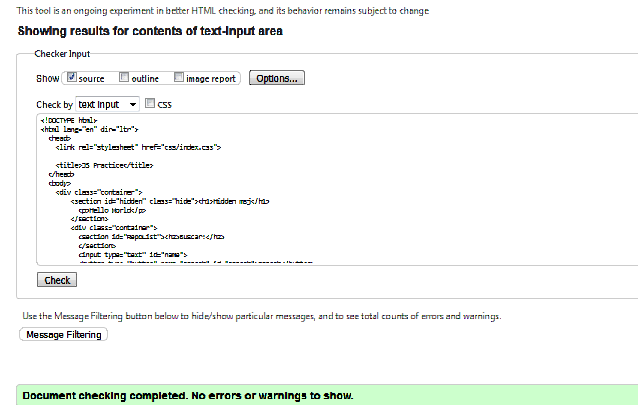 This tool is an ongoing experiment in better HTML checking, and its behavior remains subject to change
Showing results for contents of text-input area
Checker Input
Show source outline image report Options...
Check by text input CSS
<!DOCTYPE html>
<html lang="en" dir="ltr">
<head>
<link rel="stylesheet" href="css/index.css">
<title>JS Practice</title>
</head>
<body>
<div class="container">
<section id="hidden" class="hide"><h1>Hidden msj</h1>
<p>Hello World</p>
</section>
<div class="container">
<section id="RepoList"><h2>Buscar:</h2>
</section>
<input type="text" id="name">
Check
Use the Message Filtering button below to hide/show particular messages, and to see total counts of errors and warnings.
Message Filtering
Document checking completed. No errors or warnings to show.